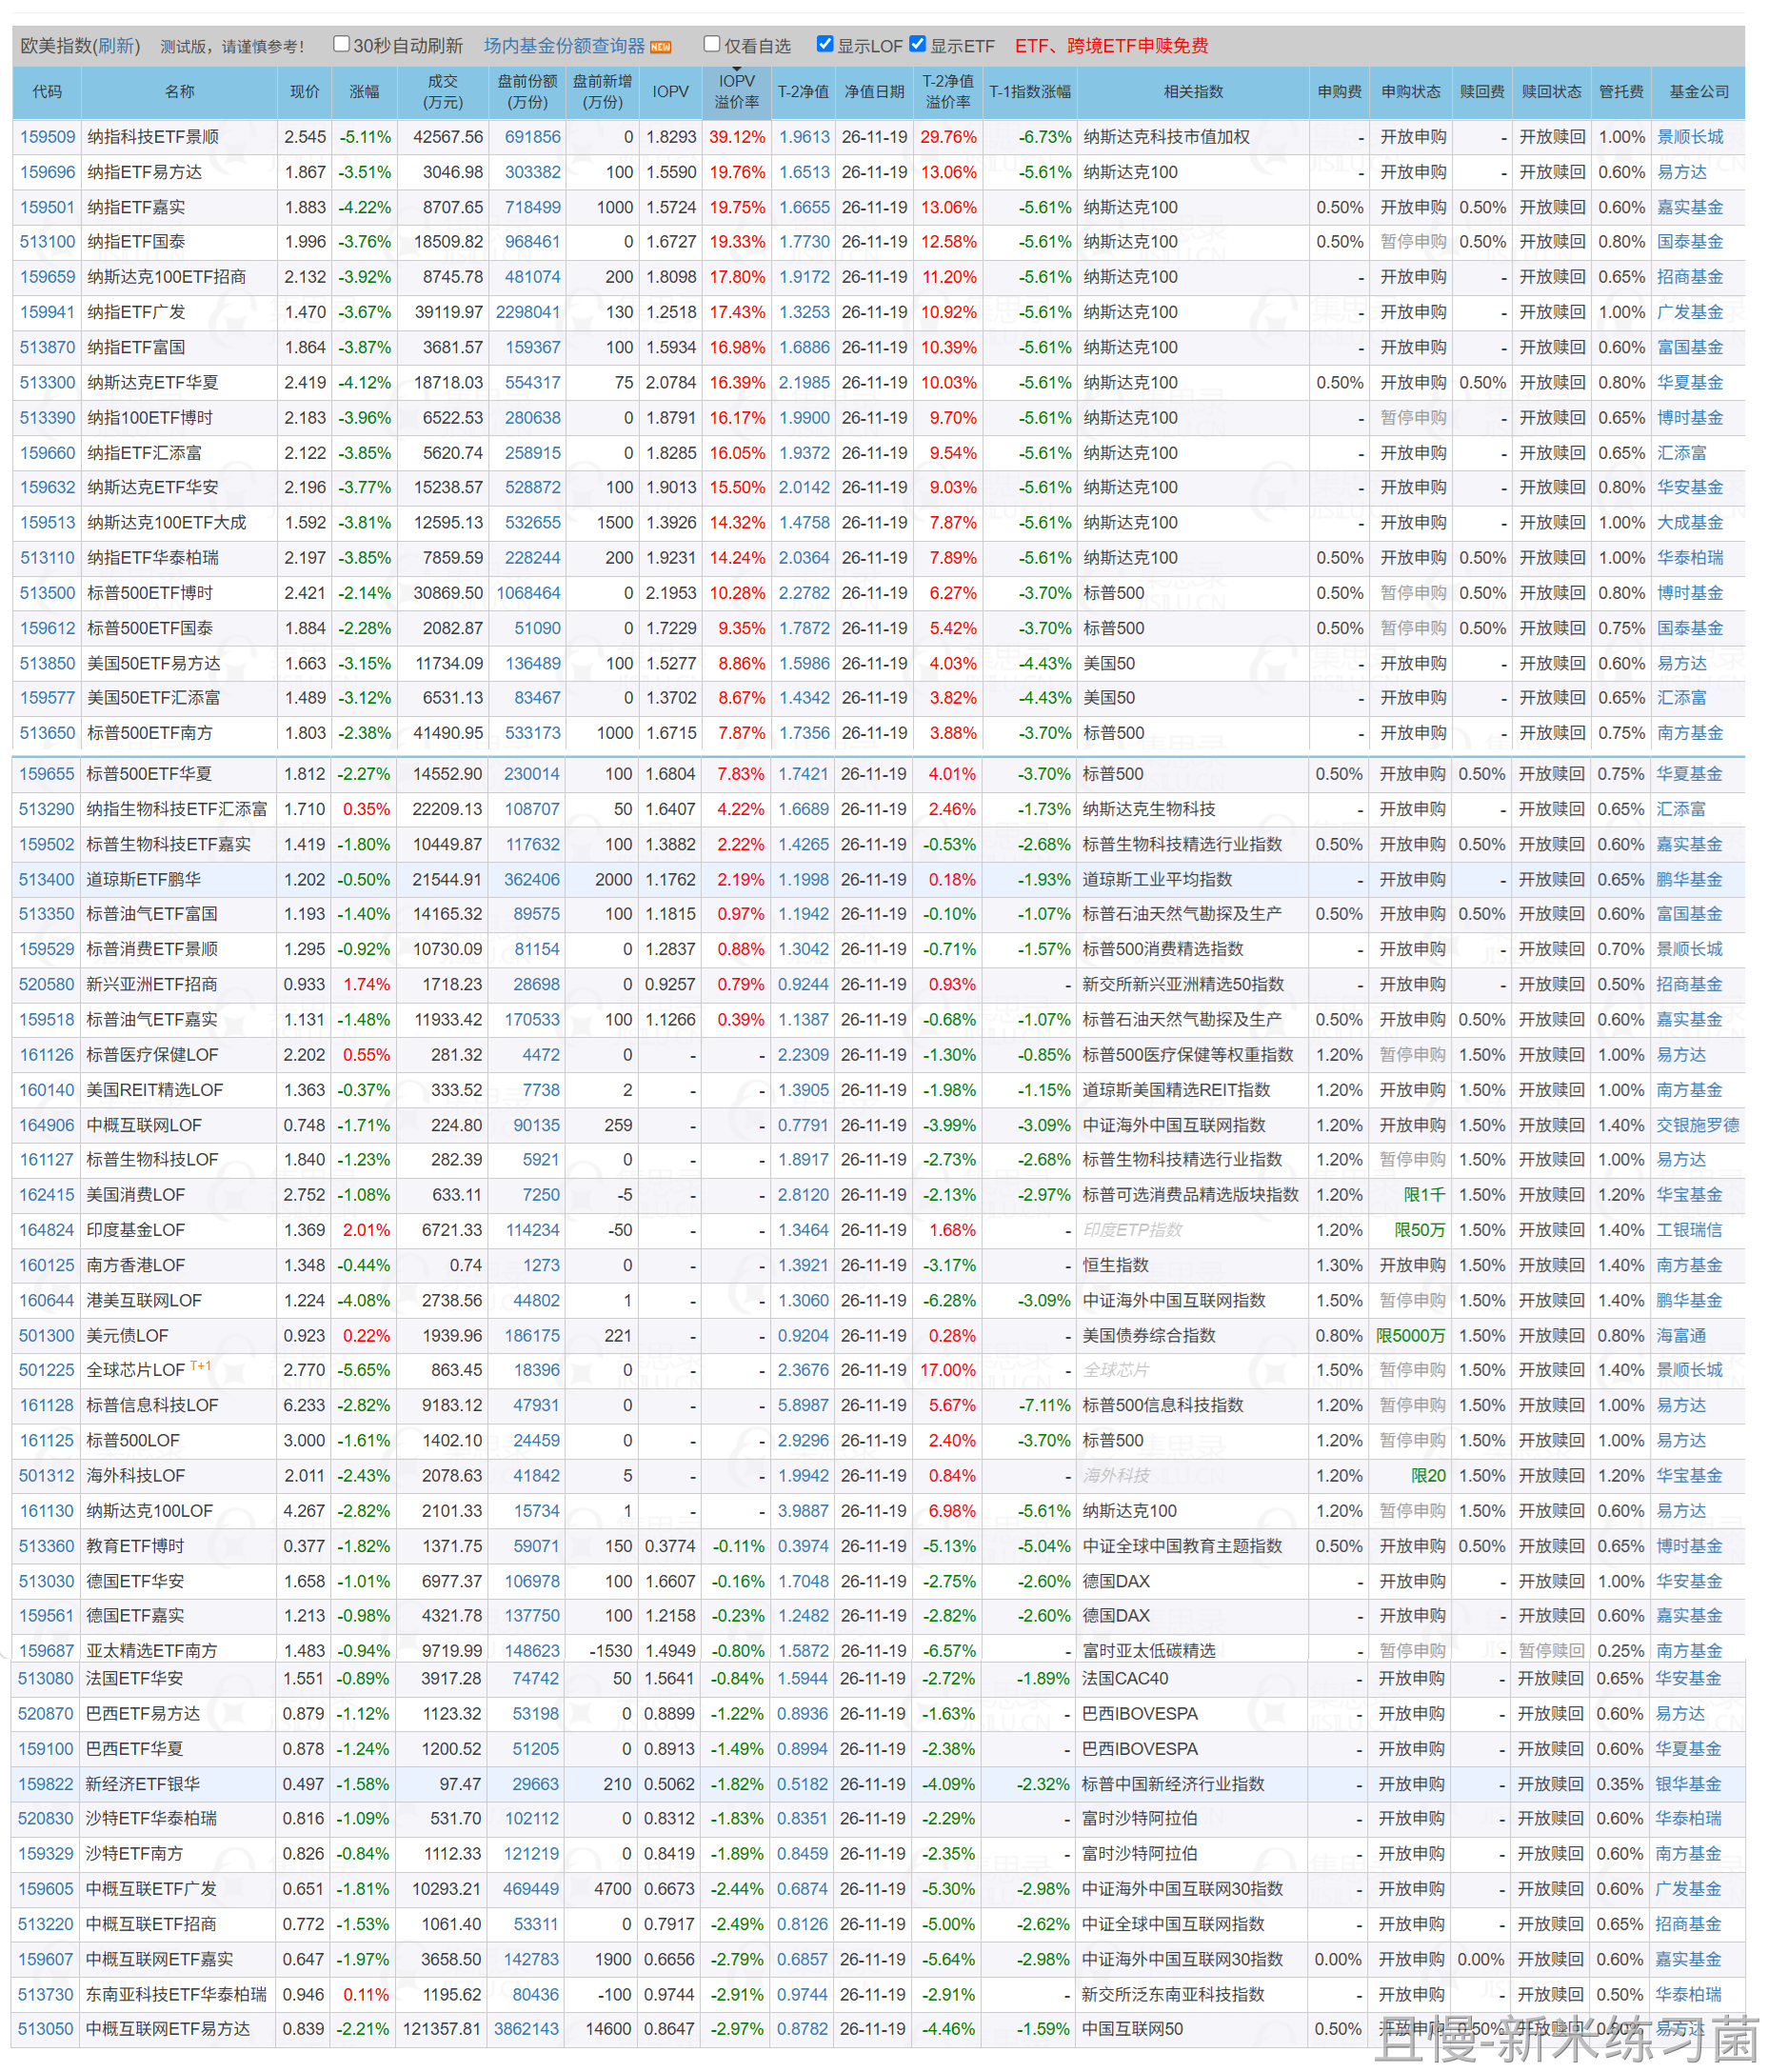 欧美指数(刷新) 测试版，请谨慎参考！ 30秒自动刷新 场内基金份额查询器 NEW 仅看自选 显示LOF 显示ETF ETF、跨境ETF申赎免费
代码 名称 现价 涨幅 成交(万元) 盘前份额(万份) 盘前新增(万份) IOPV IOPV溢价率 T-2净值 净值日期 T-2净值溢价率 T-1指数涨幅 相关指数 申购费 申购状态 赎回费 赎回状态 管托费 基金公司
159509 纳指科技ETF景顺 2.545 -5.11% 42567.56 691856 0 1.8293 39.12% 1.9613 26-11-19 29.76% -6.73% 纳斯达克科技市值加权 - 开放申购 - 开放赎回 1.00% 景顺长城
159696 纳指ETF易方达 1.867 -3.51% 3046.98 303382 100 1.5590 19.76% 1.6513 26-11-19 13.06% -5.61% 纳斯达克100 - 开放申购 - 开放赎回 0.60% 易方达
159501 纳指ETF嘉实 1.883 -4.22% 8707.65 718499 1000 1.5724 19.75% 1.6655 26-11-19 13.06% -5.61% 纳斯达克100 0.50% 开放申购 0.50% 开放赎回 0.60% 嘉实基金
513100 纳指ETF国泰 1.996 -3.76% 18509.82 968461 0 1.6727 19.33% 1.7730 26-11-19 12.58% -5.61% 纳斯达克100 0.50% 暂停申购 0.50% 开放赎回 0.80% 国泰基金
159659 纳斯达克100ETF招商 2.132 -3.92% 8745.78 481074 200 1.8098 17.80% 1.9172 26-11-19 11.20% -5.61% 纳斯达克100 - 开放申购 - 开放赎回 0.65% 招商基金
159941 纳指ETF广发 1.470 -3.67% 39119.97 2298041 130 1.2518 17.43% 1.3253 26-11-19 10.92% -5.61% 纳斯达克100 - 开放申购 - 开放赎回 1.00% 广发基金
513870 纳指ETF富国 1.864 -3.87% 3681.57 159367 100 1.5934 16.98% 1.6886 26-11-19 10.39% -5.61% 纳斯达克100 - 开放申购 - 开放赎回 0.60% 富国基金
513300 纳斯达克ETF华夏 2.419 -4.12% 18718.03 554317 75 2.0784 16.39% 2.1985 26-11-19 10.03% -5.61% 纳斯达克100 0.50% 开放申购 0.50% 开放赎回 0.80% 华夏基金
513390 纳指100ETF博时 2.183 -3.96% 6522.53 280638 0 1.8791 16.17% 1.9900 26-11-19 9.70% -5.61% 纳斯达克100 - 暂停申购 - 开放赎回 0.65% 博时基金
159660 纳指ETF汇添富 2.122 -3.85% 5620.74 258915 0 1.8285 16.05% 1.9372 26-11-19 9.54% -5.61% 纳斯达克100 - 开放申购 - 开放赎回 0.65% 汇添富
159632 纳斯达克ETF华安 2.196 -3.77% 15238.57 528872 100 1.9013 15.50% 2.0142 26-11-19 9.03% -5.61% 纳斯达克100 - 开放申购 - 开放赎回 0.80% 华安基金
159513 纳斯达克100ETF大成 1.592 -3.81% 12595.13 532655 1500 1.3926 14.32% 1.4758 26-11-19 7.87% -5.61% 纳斯达克100 - 开放申购 - 开放赎回 1.00% 大成基金
513110 纳指ETF华泰柏瑞 2.197 -3.85% 7859.59 228244 200 1.9231 14.24% 2.0364 26-11-19 7.89% -5.61% 纳斯达克100 0.50% 开放申购 0.50% 开放赎回 1.00% 华泰柏瑞
513500 标普500ETF博时 2.421 -2.14% 30869.50 1068464 0 2.1953 10.28% 2.2782 26-11-19 6.27% -3.70% 标普500 0.50% 暂停申购 0.50% 开放赎回 0.80% 博时基金
159612 标普500ETF国泰 1.884 -2.28% 2082.87 51090 0 1.7229 9.35% 1.7872 26-11-19 5.42% -3.70% 标普500 0.50% 暂停申购 0.50% 开放赎回 0.75% 国泰基金
513850 美国50ETF易方达 1.663 -3.15% 11734.09 136489 100 1.5277 8.86% 1.5986 26-11-19 4.03% -4.43% 美国50 - 开放申购 - 开放赎回 0.60% 易方达
159577 美国50ETF汇添富 1.489 -3.12% 6531.13 83467 0 1.3702 8.67% 1.4342 26-11-19 3.82% -4.43% 美国50 - 开放申购 - 开放赎回 0.65% 汇添富
513650 标普500ETF南方 1.803 -2.38% 41490.95 533173 1000 1.6715 7.87% 1.7356 26-11-19 3.88% -3.70% 标普500 - 开放申购 - 开放赎回 0.75% 南方基金
159655 标普500ETF华夏 1.812 -2.27% 14552.90 230014 100 1.6804 7.83% 1.7421 26-11-19 4.01% -3.70% 标普500 0.50% 开放申购 0.50% 开放赎回 0.75% 华夏基金
513290 纳指生物科技ETF汇添富 1.710 0.35% 22209.13 108707 50 1.6407 4.22% 1.6689 26-11-19 2.46% -1.73% 纳斯达克生物科技 - 开放申购 - 开放赎回 0.65% 汇添富
159502 标普生物科技ETF嘉实 1.419 -1.80% 10449.87 117632 100 1.3882 2.22% 1.4265 26-11-19 -0.53% -2.68% 标普生物科技精选行业指数 0.50% 开放申购 0.50% 开放赎回 0.60% 嘉实基金
513400 道琼斯ETF鹏华 1.202 -0.50% 21544.91 362406 2000 1.1762 2.19% 1.1998 26-11-19 0.18% -1.93% 道琼斯工业平均指数 - 开放申购 - 开放赎回 0.65% 鹏华基金
513350 标普油气ETF富国 1.193 -1.40% 14165.32 89575 100 1.1815 0.97% 1.1942 26-11-19 -0.10% -1.07% 标普石油天然气勘探及生产 0.50% 开放申购 0.50% 开放赎回 0.60% 富国基金
159529 标普消费ETF景顺 1.295 -0.92% 10730.09 81154 0 1.2837 0.88% 1.3042 26-11-19 -0.71% -1.57% 标普500消费精选指数 - 开放申购 - 开放赎回 0.70% 景顺长城
520580 新兴亚洲ETF招商 0.933 1.74% 1718.23 28698 0 0.9257 0.79% 0.9244 26-11-19 0.93% - 新交所新兴亚洲精选50指数 - 开放申购 - 开放赎回 0.50% 招商基金
159518 标普油气ETF嘉实 1.131 -1.48% 11933.42 170533 100 1.1266 0.39% 1.1387 26-11-19 -0.68% -1.07% 标普石油天然气勘探及生产 0.50% 开放申购 0.50% 开放赎回 0.60% 嘉实基金
161126 标普医疗保健LOF 2.202 0.55% 281.32 4472 0 - - 2.2309 26-11-19 -1.30% -0.85% 标普500医疗保健等权重指数 1.20% 暂停申购 1.50% 开放赎回 1.00% 易方达
160140 美国REIT精选LOF 1.363 -0.37% 333.52 7738 2 - - 1.3905 26-11-19 -1.98% -1.15% 道琼斯美国精选REIT指数 1.20% 开放申购 1.50% 开放赎回 1.00% 南方基金
164906 中概互联网LOF 0.748 -1.71% 224.80 90135 259 - - 0.7791 26-11-19 -3.99% -3.09% 中证海外中国互联网指数 1.20% 开放申购 1.50% 开放赎回 1.40% 交银施罗德
161127 标普生物科技LOF 1.840 -1.23% 282.39 5921 0 - - 1.8917 26-11-19 -2.73% -2.68% 标普生物科技精选行业指数 1.20% 暂停申购 1.50% 开放赎回 1.00% 易方达
162415 美国消费LOF 2.752 -1.08% 633.11 7250 -5 - - 2.8120 26-11-19 -2.13% -2.97% 标普可选消费品精选版块指数 1.20% 限1千 1.50% 开放赎回 1.20% 华宝基金
164824 印度基金LOF 1.369 2.01% 6721.33 114234 -50 - - 1.3464 26-11-19 1.68% - 印度ETP指数 1.20% 限50万 1.50% 开放赎回 1.40% 工银瑞信
160125 南方香港LOF 1.348 -0.44% 0.74 1273 0 - - 1.3921 26-11-19 -3.17% - 恒生指数 1.30% 开放申购 1.50% 开放赎回 1.40% 南方基金
160644 港美互联网LOF 1.224 -4.08% 2738.56 44802 1 - - 1.3060 26-11-19 -6.28% -3.09% 中证海外中国互联网指数 1.50% 暂停申购 1.50% 开放赎回 1.40% 鹏华基金
501300 美元债LOF 0.923 0.22% 1939.96 186175 221 - - 0.9204 26-11-19 0.28% - 美国债券综合指数 0.80% 限5000万 1.50% 开放赎回 0.80% 海富通
501225 全球芯片LOF T+1 2.770 -5.65% 863.45 18396 0 - - 2.3676 26-11-19 17.00% - 全球芯片 1.50% 暂停申购 1.50% 开放赎回 1.40% 景顺长城
161128 标普信息科技LOF 6.233 -2.82% 9183.12 47931 0 - - 5.8987 26-11-19 5.67% -7.11% 标普500信息科技指数 1.20% 暂停申购 1.50% 开放赎回 1.00% 易方达
161125 标普500LOF 3.000 -1.61% 1402.10 24459 0 - - 2.9296 26-11-19 2.40% -3.70% 标普500 1.20% 暂停申购 1.50% 开放赎回 1.00% 易方达
501312 海外科技LOF 2.011 -2.43% 2078.63 41842 5 - - 1.9942 26-11-19 0.84% - 海外科技 1.20% 限20 1.50% 开放赎回 1.20% 华宝基金
161130 纳斯达克100LOF 4.267 -2.82% 2101.33 15734 1 - - 3.9887 26-11-19 6.98% -5.61% 纳斯达克100 1.20% 暂停申购 1.50% 开放赎回 0.60% 易方达
513360 教育ETF博时 0.377 -1.82% 1371.75 59071 150 0.3774 -0.11% 0.3974 26-11-19 -5.13% -5.04% 中证全球中国教育主题指数 0.50% 开放申购 0.50% 开放赎回 0.65% 博时基金
513030 德国ETF华安 1.658 -1.01% 6977.37 106978 100 1.6607 -0.16% 1.7048 26-11-19 -2.75% -2.60% 德国DAX - 开放申购 - 开放赎回 1.00% 华安基金
159561 德国ETF嘉实 1.213 -0.98% 4321.78 137750 100 1.2158 -0.23% 1.2482 26-11-19 -2.82% -2.60% 德国DAX - 开放申购 - 开放赎回 0.60% 嘉实基金
159687 亚太精选ETF南方 1.483 -0.94% 9719.99 148623 -1530 1.4949 -0.80% 1.5872 26-11-19 -6.57% - 富时亚太低碳精选 - 暂停申购 - 暂停赎回 0.25% 南方基金
513080 法国ETF华安 1.551 -0.89% 3917.28 74742 50 1.5641 -0.84% 1.5944 26-11-19 -2.72% -1.89% 法国CAC40 - 开放申购 - 开放赎回 0.65% 华安基金
520870 巴西ETF易方达 0.879 -1.12% 1123.32 53198 0 0.8899 -1.22% 0.8936 26-11-19 -1.63% - 巴西IBOVESPA - 开放申购 - 开放赎回 0.60% 易方达
159100 巴西ETF华夏 0.878 -1.24% 1200.52 51205 0 0.8913 -1.49% 0.8994 26-11-19 -2.38% - 巴西IBOVESPA - 开放申购 - 开放赎回 0.60% 华夏基金
159822 新经济ETF银华 0.497 -1.58% 97.47 29663 210 0.5062 -1.82% 0.5182 26-11-19 -4.09% -2.32% 标普中国新经济行业指数 - 开放申购 - 开放赎回 0.35% 银华基金
520830 沙特ETF华泰柏瑞 0.816 -1.09% 531.70 102112 0 0.8312 -1.83% 0.8351 26-11-19 -2.29% - 富时沙特阿拉伯 - 开放申购 - 开放赎回 0.60% 华泰柏瑞
159329 沙特ETF南方 0.826 -0.84% 1112.33 121219 0 0.8419 -1.89% 0.8459 26-11-19 -2.35% - 富时沙特阿拉伯 - 开放申购 - 开放赎回 0.60% 南方基金
159605 中概互联ETF广发 0.651 -1.81% 10293.21 469449 4700 0.6673 -2.44% 0.6874 26-11-19 -5.30% -2.98% 中证海外中国互联网30指数 - 开放申购 - 开放赎回 0.60% 广发基金
513220 中概互联ETF招商 0.772 -1.53% 1061.40 53311 0 0.7917 -2.49% 0.8126 26-11-19 -5.00% -2.62% 中证全球中国互联网指数 - 开放申购 - 开放赎回 0.65% 招商基金
159607 中概互联网ETF嘉实 0.647 -1.97% 3658.50 142783 1900 0.6656 -2.79% 0.6857 26-11-19 -5.64% -2.98% 中证海外中国互联网30指数 0.00% 开放申购 0.00% 开放赎回 0.60% 嘉实基金
513730 东南亚科技ETF华泰柏瑞 0.946 0.11% 1195.62 80436 -100 0.9744 -2.91% 0.9744 26-11-19 -2.91% - 新交所泛东南亚科技指数 - 开放申购 - 开放赎回 0.50% 华泰柏瑞
513050 中概互联网ETF易方达 0.839 -2.21% 121357.81 3862143 14600 0.8647 -2.97% 0.8782 26-11-19 -4.46% -1.59% 中国互联网50 0.50% 开放申购 0.50% 开放赎回 0.60% 易方达
且慢-新米练习菌